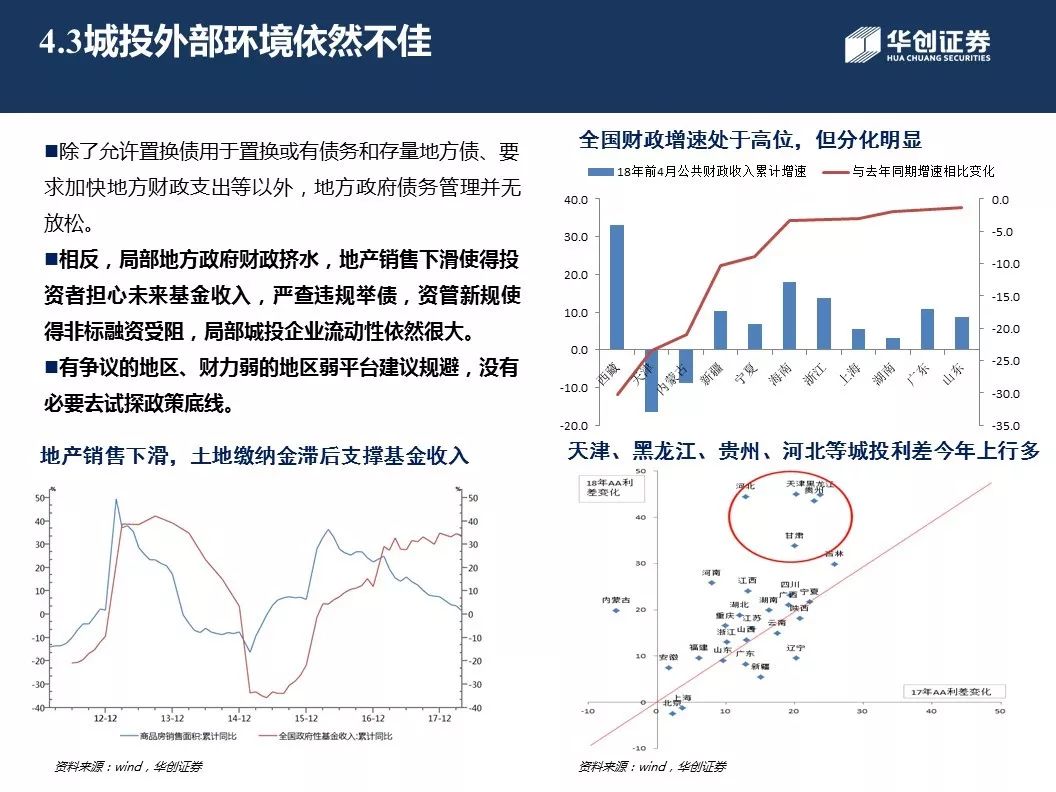 4.3城投外部环境依然不佳
华创证券
HUA CHUANG SECURITIES
■除了允许置换债用于置换或有债务和存量地方债、要
求加快地方财政支出等以外，地方政府债务管理并无
放松。
■相反，局部地方政府财政挤水，地产销售下滑使得投
资者担心未来基金收入，严查违规举债，资管新规使
得非标融资受阻，局部城投企业流动性依然很大。
■有争议的地区、财力弱的地区弱平台建议规避，没有
必要去试探政策底线。
全国财政增速处于高位，但分化明显
18年前4月公共财政收入累计增速
与去年同期增速相比变化
40.0
30.0
20.0
10.0
0.0
-10.0
-20.0
0.0
-5.0
-10.0
-15.0
-20.0
-25.0
-30.0
-35.0
西藏
天津
内蒙古
新疆
宁夏
海南
浙江
上海
湖南
广东
山东
地产销售下滑，土地缴纳金滞后支撑基金收入
%
%
50
40
30
20
10
0
-10
-20
-30
-40
50
40
30
20
10
0
-10
-20
-30
-40
12-12
13-12
14-12
15-12
16-12
17-12
商品房销售面积:累计同比
全国政府性基金收入:累计同比
资料来源：wind，华创证券
天津、黑龙江、贵州、河北等城投利差今年上行多
18年AA利
差变化
50
40
30
20
10
0
-10
河北
天津
黑龙江
贵州
甘肃
吉林
河南
江西
四川
内蒙古
湖北
湖南
广西
宁夏
陕西
重庆
江苏
云南
浙江
山西
福建
山东
广东
辽宁
安徽
新疆
北京
上海
17年AA利差变化
-10
0
10
20
30
40
50
资料来源：wind，华创证券